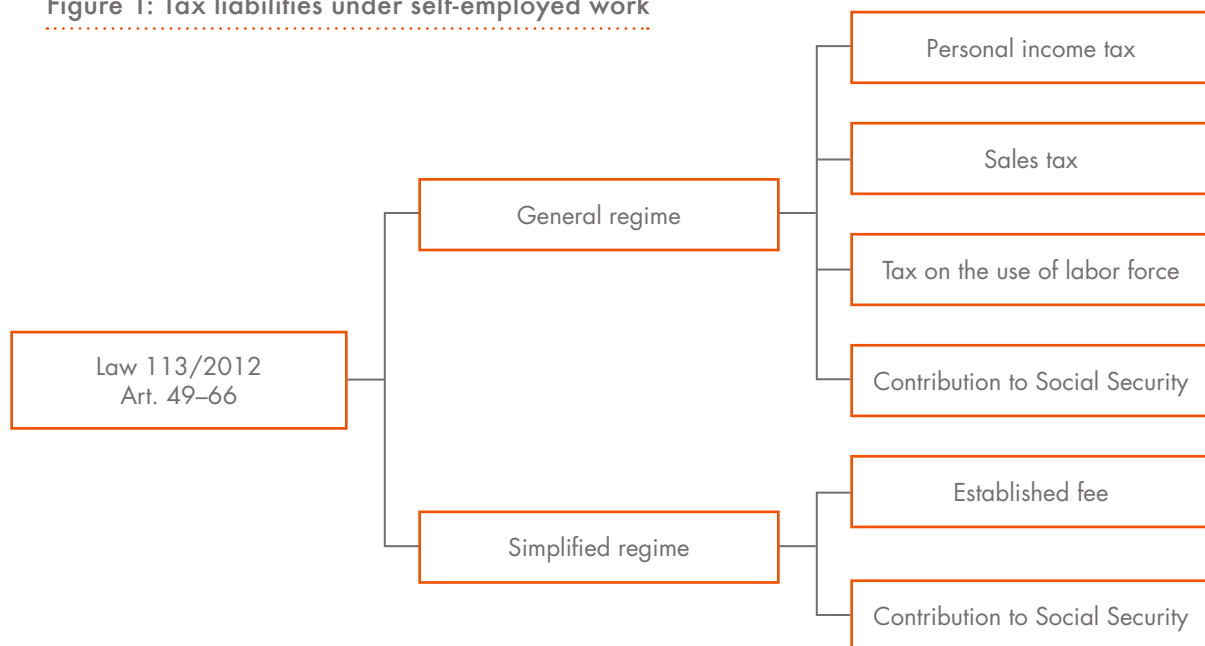 Figure 1: Tax liabilities under self-employed work
Personal income tax
Sales tax
General regime
Tax on the use of labor force
Law 113/2012
Art. 49–66
Contribution to Social Security
Established fee
Simplified regime
Contribution to Social Security